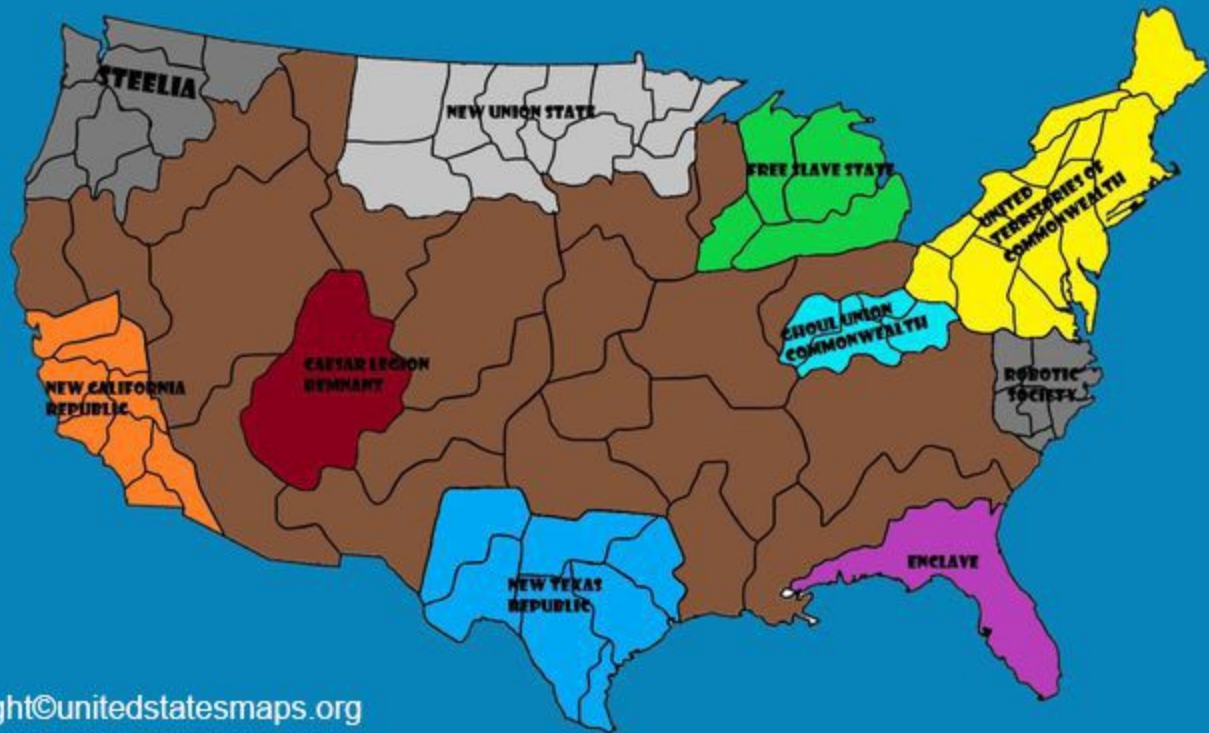 STEELIA
NEW UNION STATE
FREE SLAVE STATE
UNITED
TERRITORIES OF
COMMONWEALTH
GHOUL UNION
COMMONWEALTH
CAESAR LEGION
REMNANT
NEW CALIFORNIA
REPUBLIC
ROBOTIC
SOCIETY
ENCLAVE
NEW TEXAS
REPUBLIC
ght©unitedstatesmaps.org